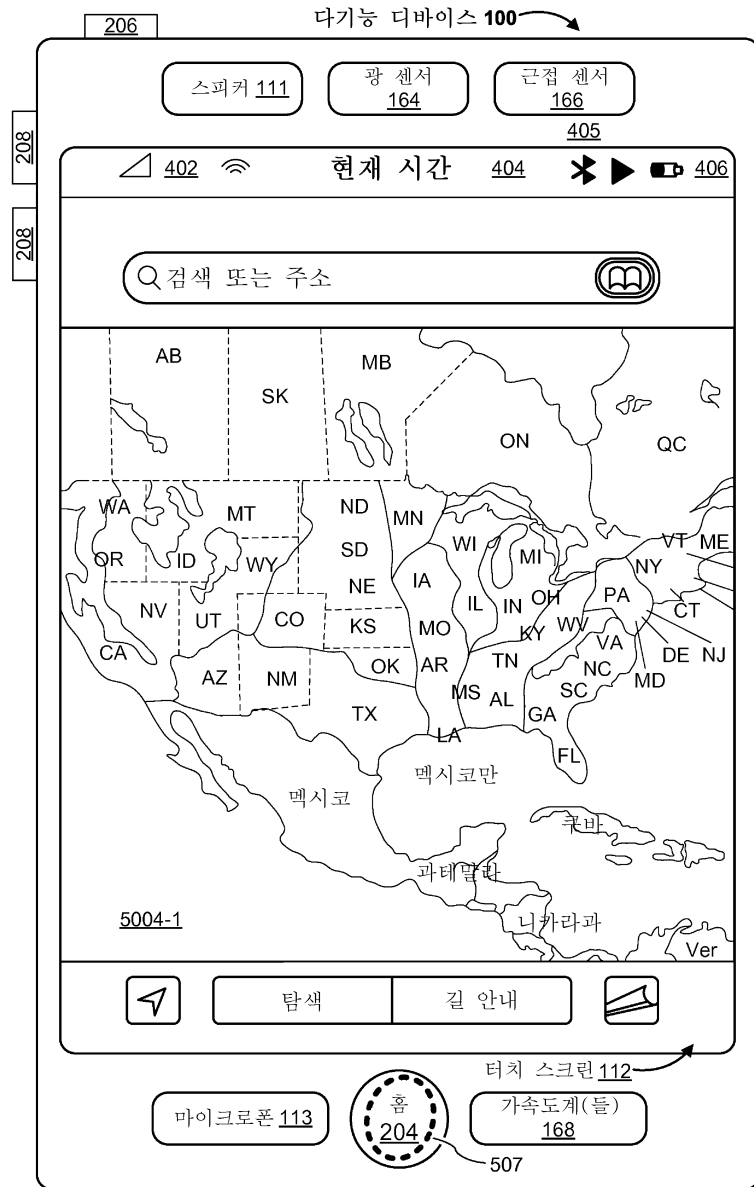 다기능 디바이스 100
206
스피커 111
광 센서
164
근접 센서
166
208
208
405
402
현재 시간
404
406
검색 또는 주소
AB
SK
MB
ON
QC
WA
MT
ND
MN
VT
ME
OR
ID
WY
SD
WI
MI
NY
NE
IA
NV
UT
CO
IL
IN
OH
PA
CT
KS
MO
KY
WV
VA
DE
NJ
CA
AZ
NM
OK
AR
TN
NC
MD
MS
AL
SC
TX
GA
LA
FL
멕시코
멕시코만
쿠바
과테말라
니카라과
5004-1
Ver
탐색
길 안내
터치 스크린 112
마이크로폰 113
홈
204
가속도계(들)
168
507